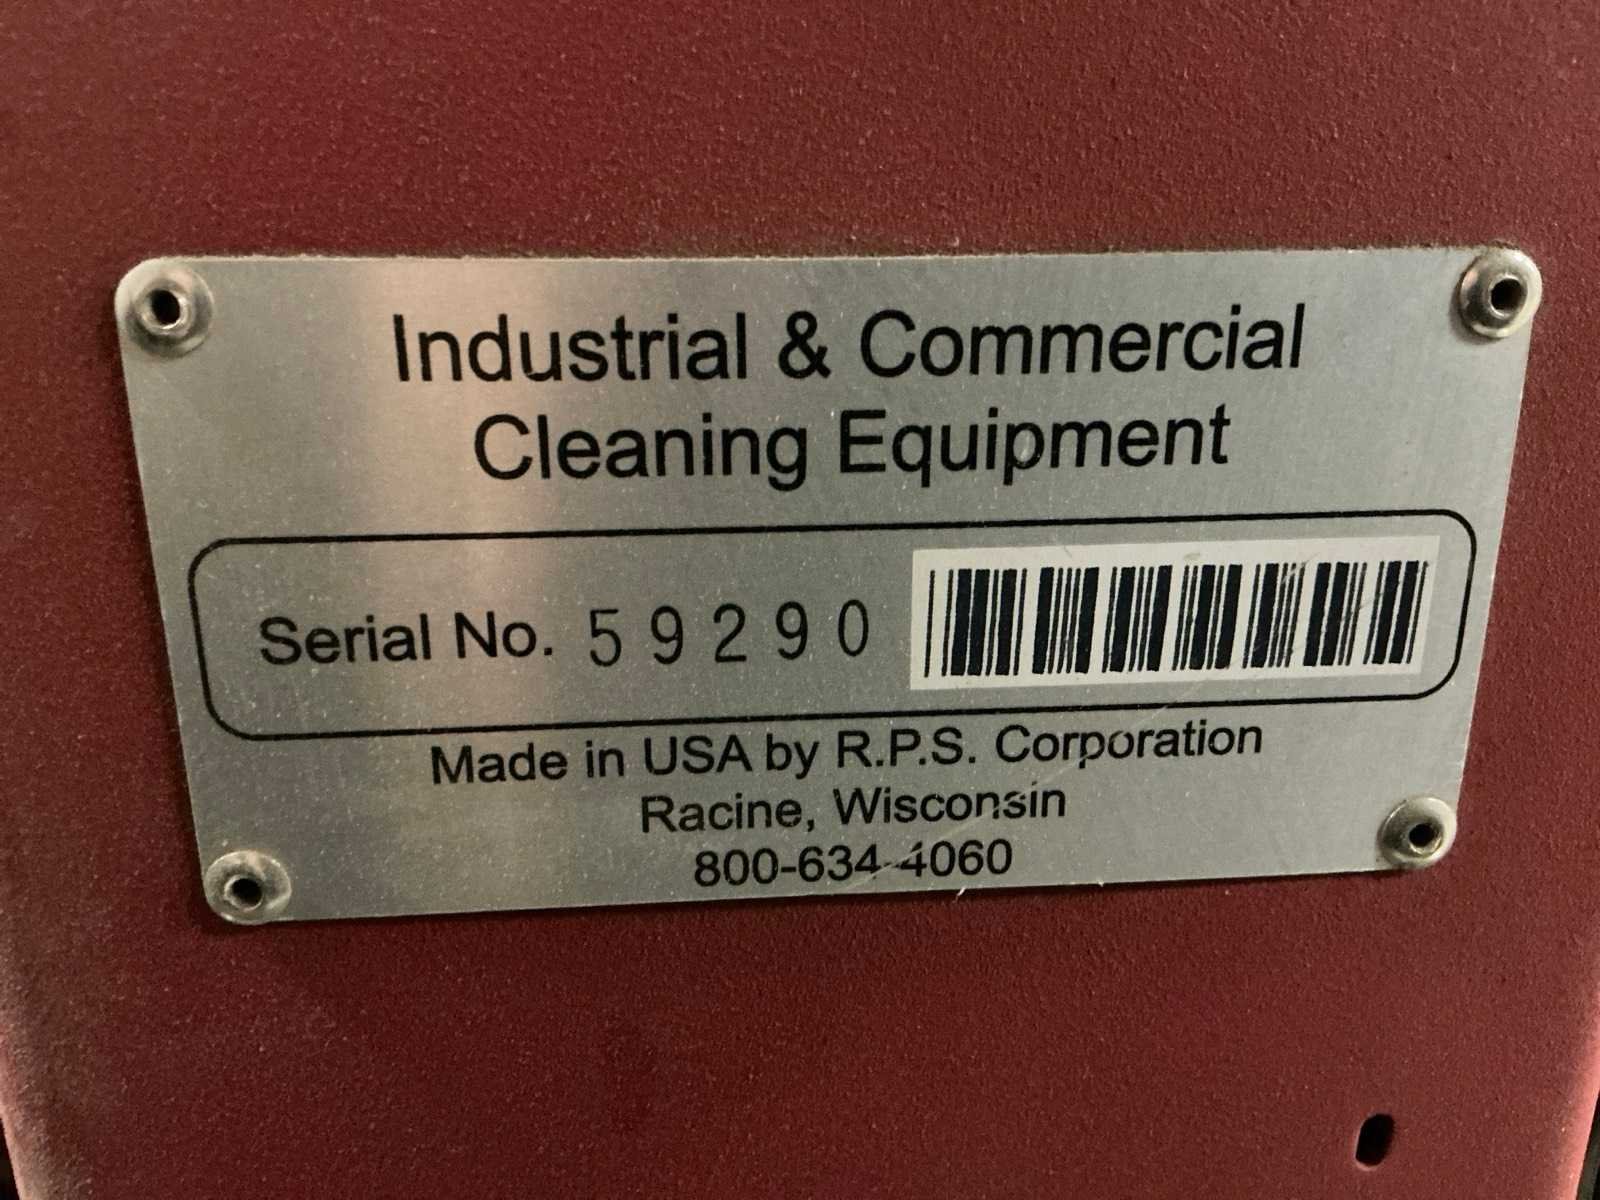 Industrial & Commercial
Cleaning Equipment
Serial No. 59290
Made in USA by R.P.S. Corporation
Racine, Wisconsin
800-634-4060